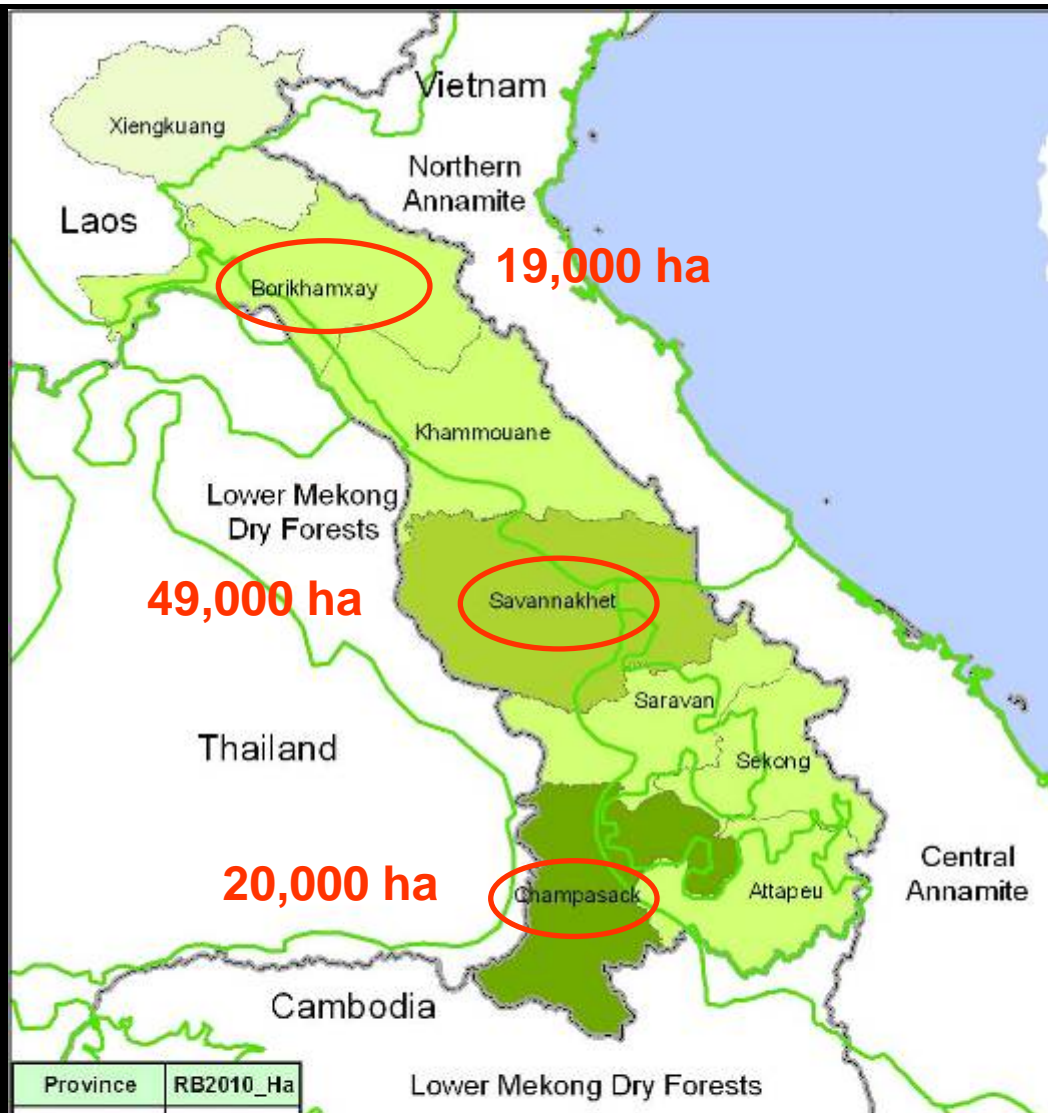 Vietnam
Xiengkuang
Northern
Annamite
Laos
19,000 ha
Borikhamxay
Khammouane
Lower Mekong
Dry Forests
49,000 ha
Savannakhet
Saravan
Thailand
Sekong
20,000 ha
Champasack
Attapeu
Central
Annamite
Cambodia
Province RB2010_Ha
Lower Mekong Dry Forests